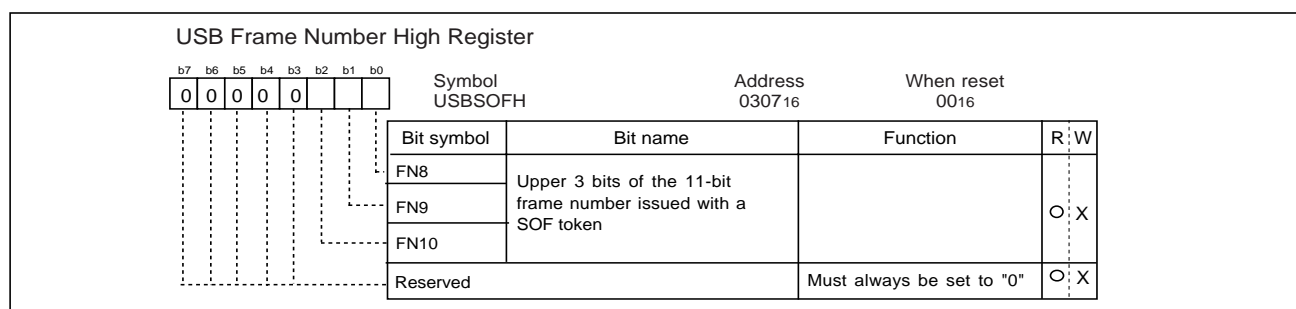 USB Frame Number High Register
b7 b6 b5 b4 b3 b2 b1 b0
0 0 0 0 0
Symbol Address When reset
USBSOFH 030716 0016
Bit symbol Bit name Function R W
FN8
FN9
FN10
Upper 3 bits of the 11-bit
frame number issued with a
SOF token
O X
Reserved Must always be set to "0" O X